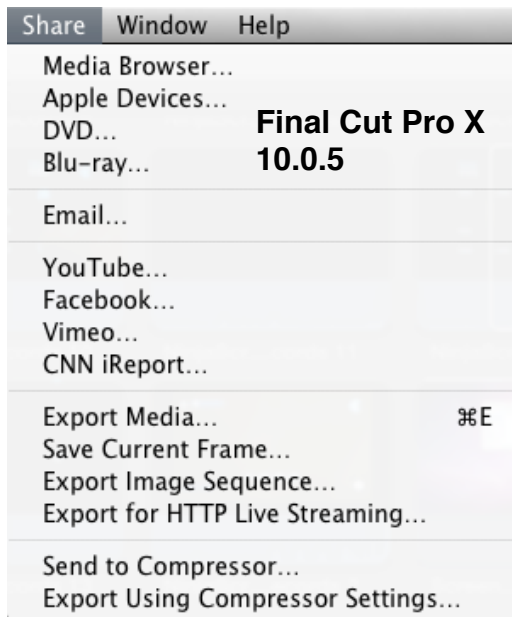 Share Window Help
Media Browser...
Apple Devices...
DVD...
Blu-ray...
Final Cut Pro X
10.0.5
Email...
YouTube...
Facebook...
Vimeo...
CNN iReport...
Export Media... ⌘E
Save Current Frame...
Export Image Sequence...
Export for HTTP Live Streaming...
Send to Compressor...
Export Using Compressor Settings...